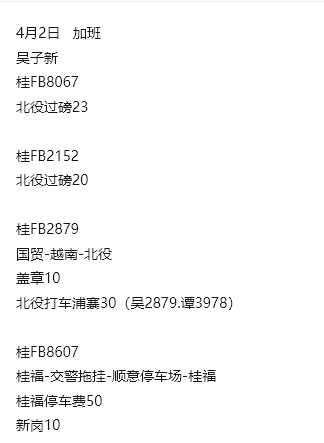 4月2日   加班
吴子新
桂FB8067
北役过磅23
桂FB2152
北役过磅20
桂FB2879
国贸-越南-北役
盖章10
北役打车浦寨30（吴2879.谭3978）
桂FB8607
桂福-交警拖挂-顺意停车场-桂福
桂福停车费50
新岗10